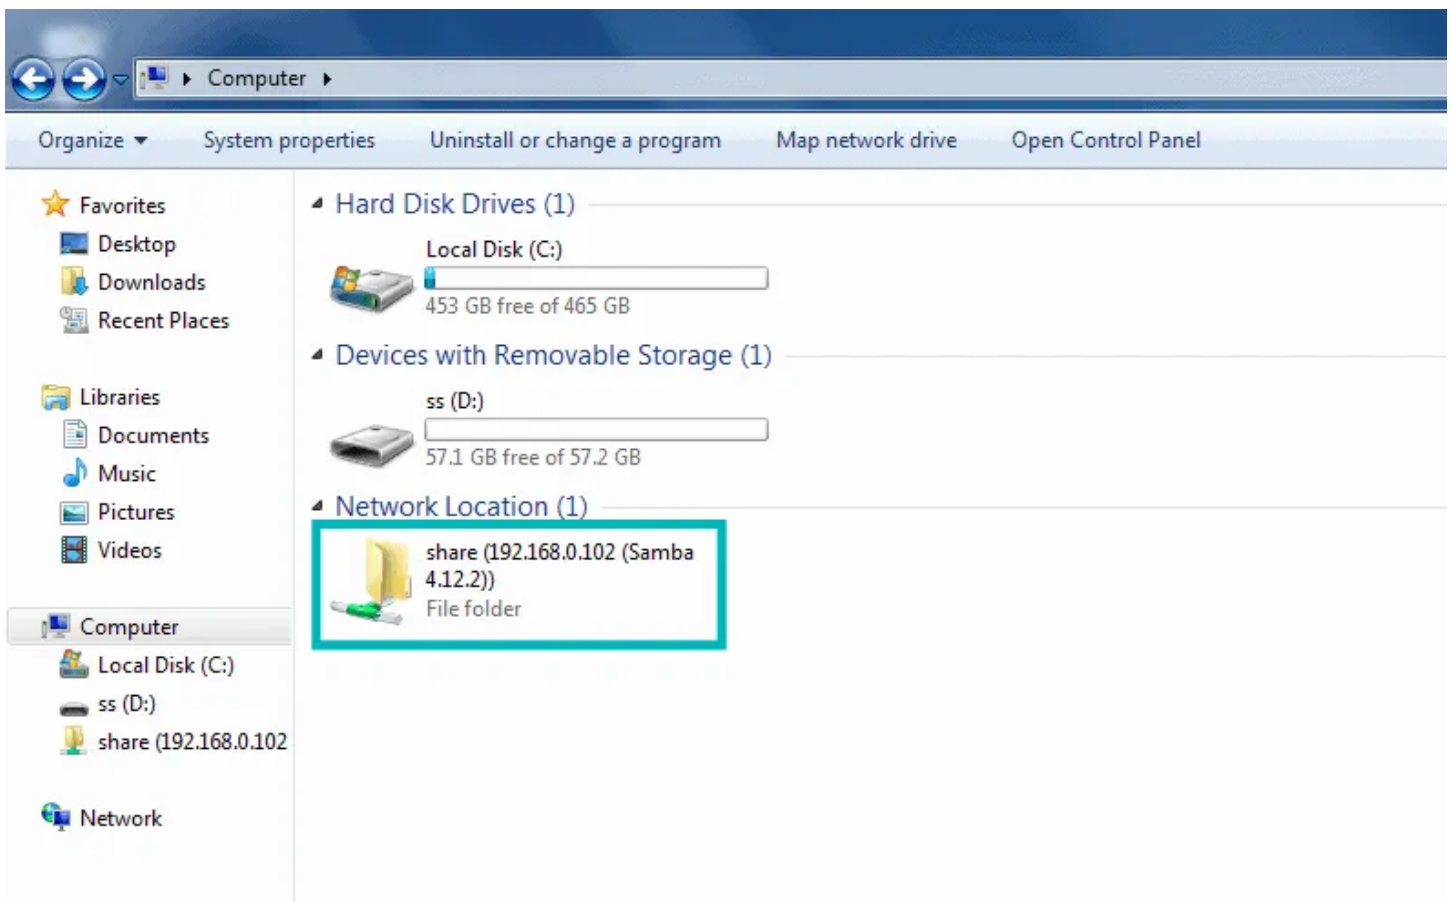 Computer
Organize
System properties
Uninstall or change a program
Map network drive
Open Control Panel
Favorites
Desktop
Downloads
Recent Places
Libraries
Documents
Music
Pictures
Videos
Computer
Local Disk (C:)
ss (D:)
share (192.168.0.102
Network
Hard Disk Drives (1)
Local Disk (C:)
453 GB free of 465 GB
Devices with Removable Storage (1)
ss (D:)
57.1 GB free of 57.2 GB
Network Location (1)
share (192.168.0.102 (Samba
4.12.2))
File folder